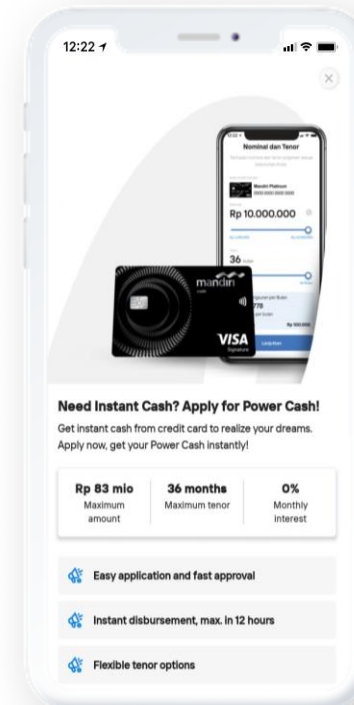 12:22
Nominal dan Tenor
Mandiri Platinum
Rp 10.000.000
36
mandiri
VISA
Signature
Need Instant Cash? Apply for Power Cash!
Get instant cash from credit card to realize your dreams.
Apply now, get your Power Cash instantly!
Rp 83 mio
Maximum
amount
36 months
Maximum tenor
0%
Monthly
interest
Easy application and fast approval
Instant disbursement, max. in 12 hours
Flexible tenor options